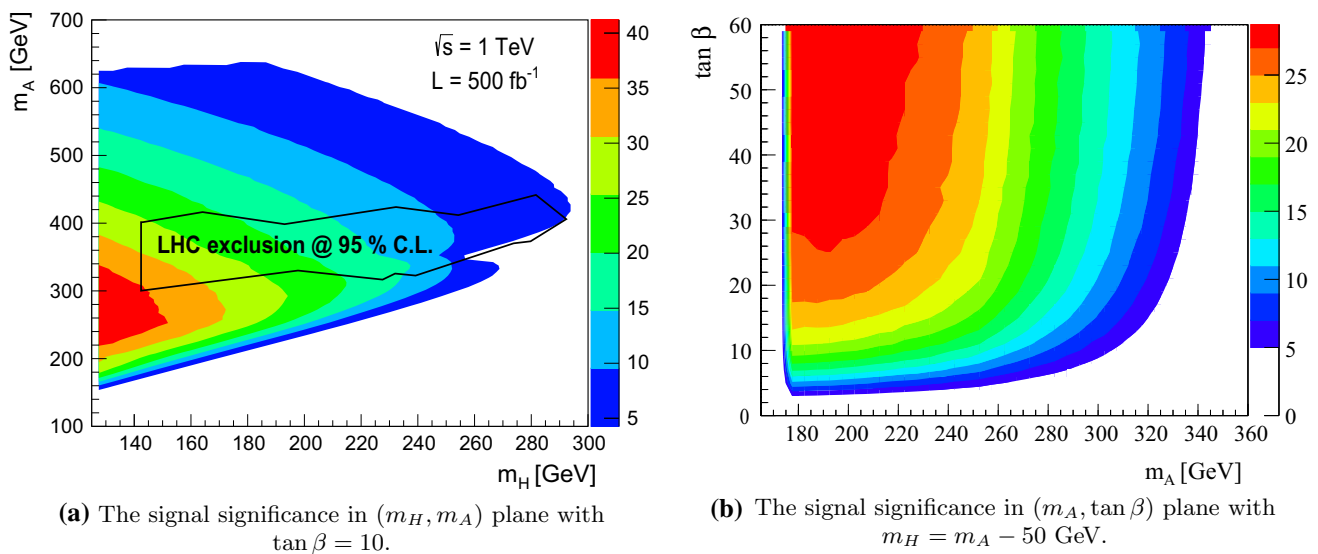 m_A [GeV]
700
600
500
400
300
200
100
√s = 1 TeV
L = 500 fb⁻¹
LHC exclusion @ 95 % C.L.
140 160 180 200 220 240 260 280 300
m_H [GeV]
40
35
30
25
20
15
10
5
(a) The signal significance in (m_H, m_A) plane with
tan β = 10.
tan β
60
50
40
30
20
10
0
180 200 220 240 260 280 300 320 340 360
m_A [GeV]
25
20
15
10
5
0
(b) The signal significance in (m_A, tan β) plane with
m_H = m_A − 50 GeV.